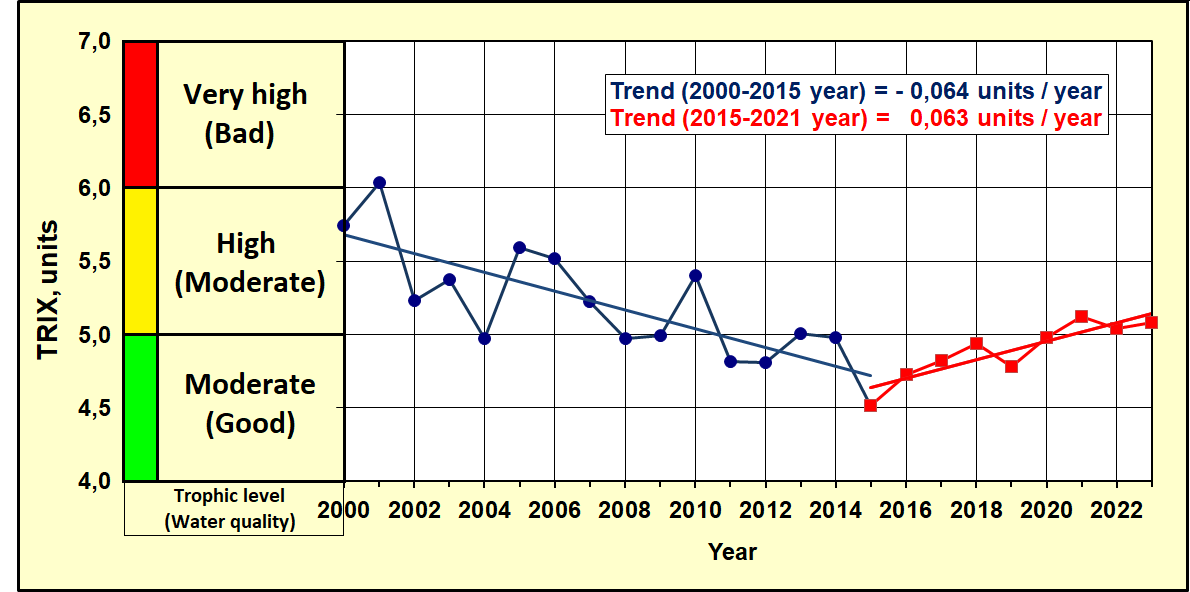 7,0
6,5
6,0
5,5
5,0
4,5
4,0
TRIX, units
Very high
(Bad)
High
(Moderate)
Moderate
(Good)
Trophic level
(Water quality)
Trend (2000-2015 year) = - 0,064 units / year
Trend (2015-2021 year) = 0,063 units / year
2000 2002 2004 2006 2008 2010 2012 2014 2016 2018 2020 2022
Year